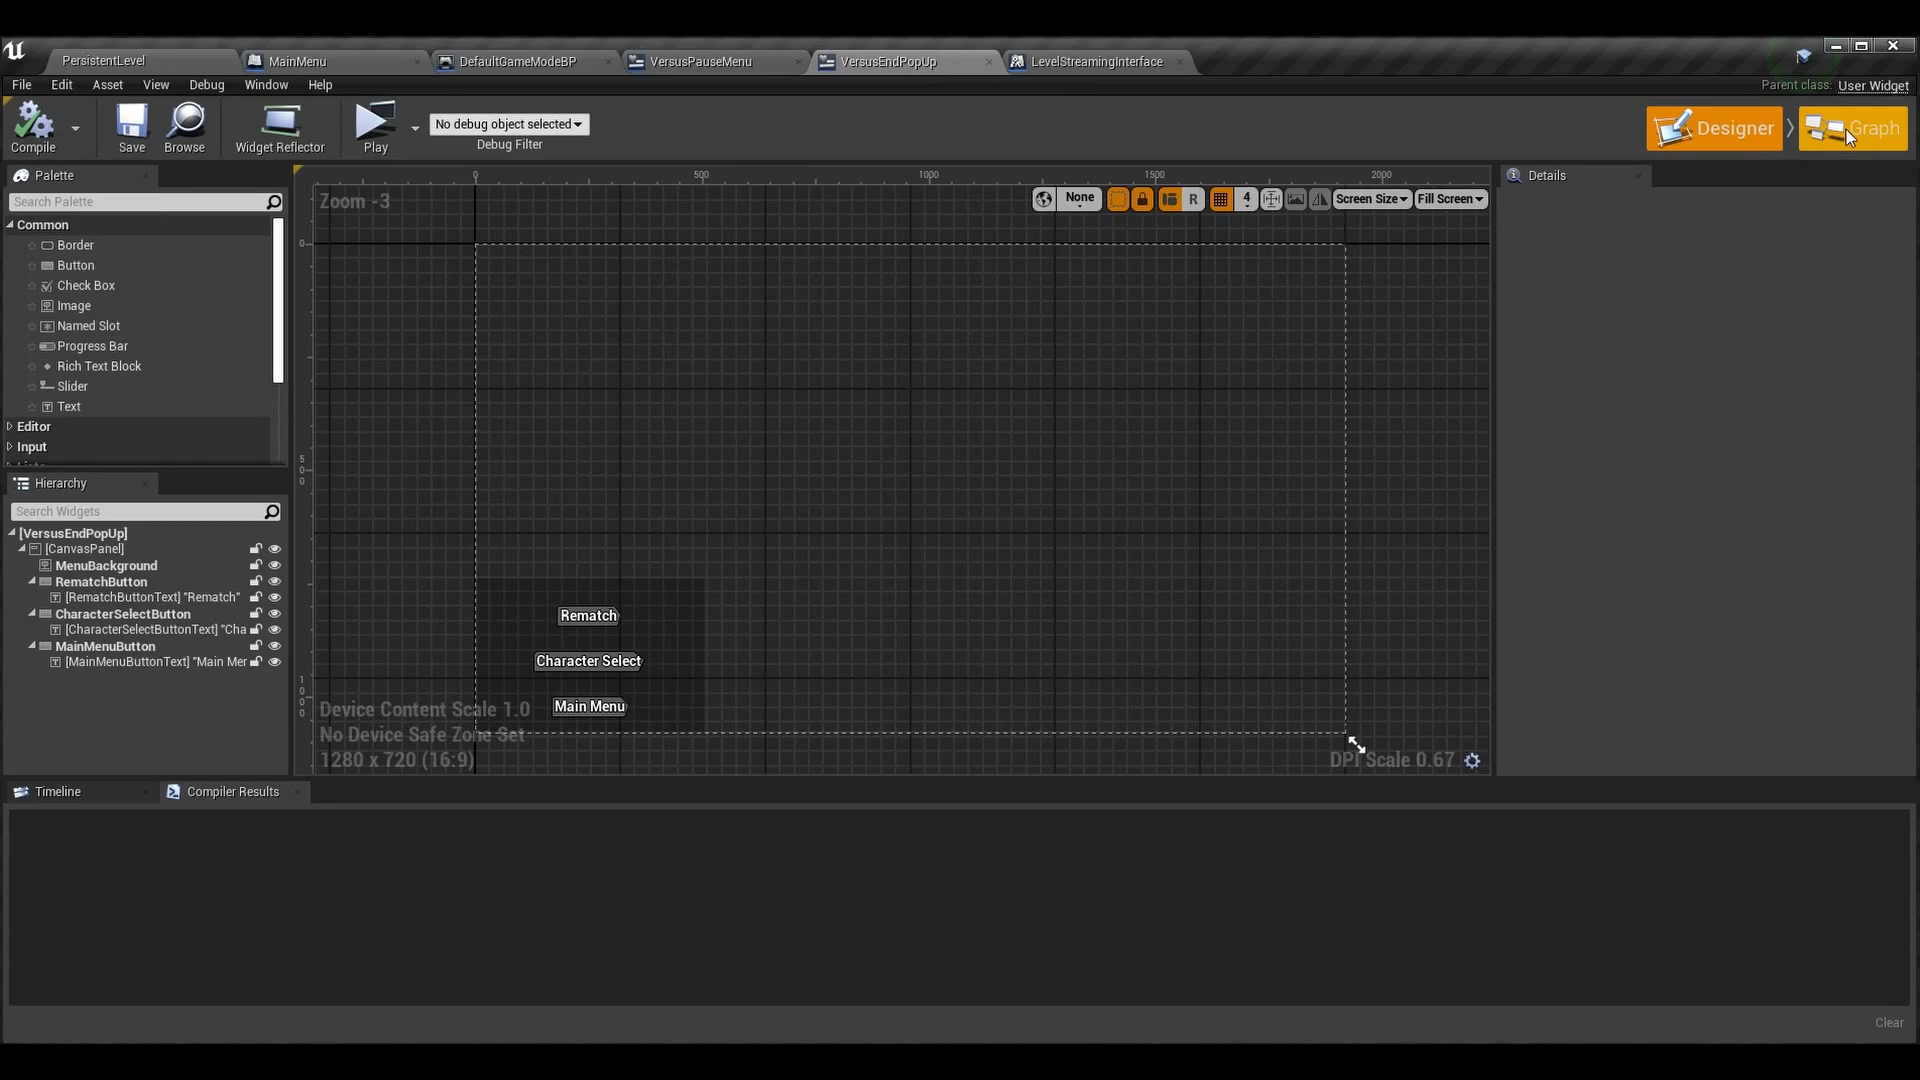 PersistentLevel
MainMenu
DefaultGameModeBP
VersusPauseMenu
VersusEndPopUp
LevelStreamingInterface
File Edit Asset View Debug Window Help
Parent class: User Widget
Compile
Save
Browse
Widget Reflector
Play
No debug object selected
Debug Filter
Designer
Graph
Palette
Search Palette
Common
Border
Button
Check Box
Image
Named Slot
Progress Bar
Rich Text Block
Slider
Text
Editor
Input
Hierarchy
Search Widgets
[VersusEndPopUp]
[CanvasPanel]
MenuBackground
RematchButton
[RematchButtonText] "Rematch"
CharacterSelectButton
[CharacterSelectButtonText] "Cha
MainMenuButton
[MainMenuButtonText] "Main Mer
0 500 1000 1500 2000
Zoom -3
None
R
4
Screen Size
Fill Screen
0
500
1000
Rematch
Character Select
Main Menu
Device Content Scale 1.0
No Device Safe Zone Set
1280 x 720 (16:9)
DPI Scale 0.67
Details
Timeline
Compiler Results
Clear